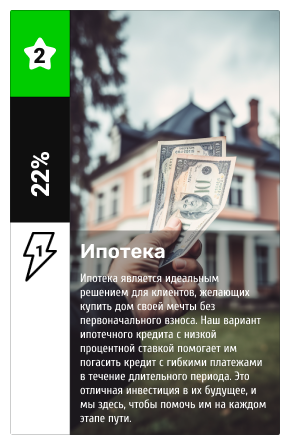 2
22%
1
Ипотека
Ипотека является идеальным
решением для клиентов, желающих
купить дом своей мечты без
первоначального взноса. Наш вариант
ипотечного кредита с низкой
процентной ставкой помогает им
погасить кредит с гибкими платежами
в течение длительного периода. Это
отличная инвестиция в их будущее, и
мы здесь, чтобы помочь им на каждом
этапе пути.